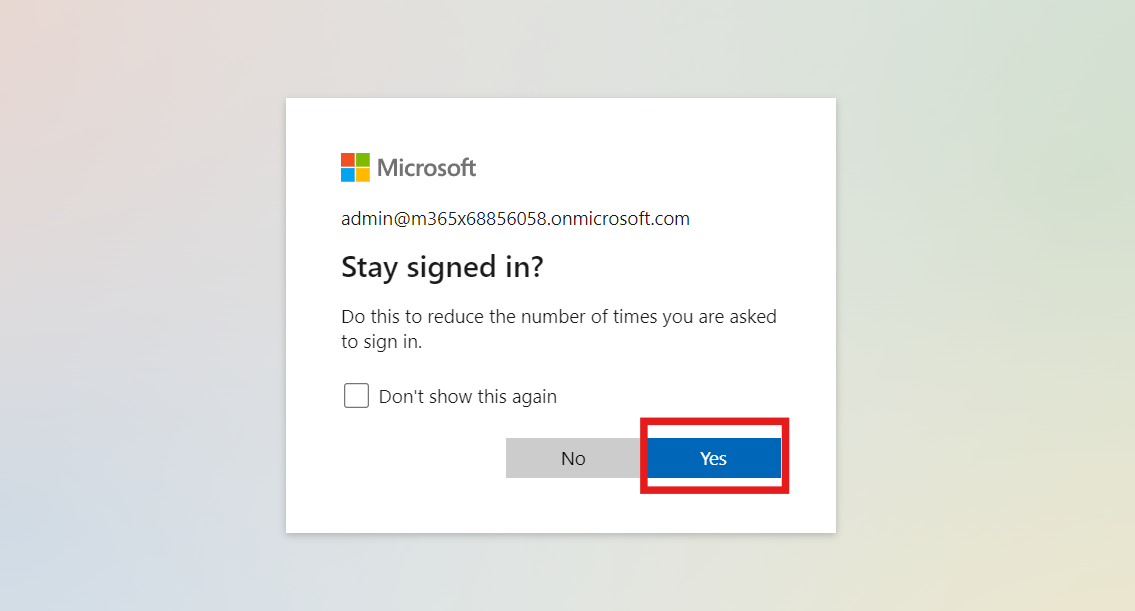 Microsoft
admin@m365x68856058.onmicrosoft.com
Stay signed in?
Do this to reduce the number of times you are asked
to sign in.
Don't show this again
No
Yes